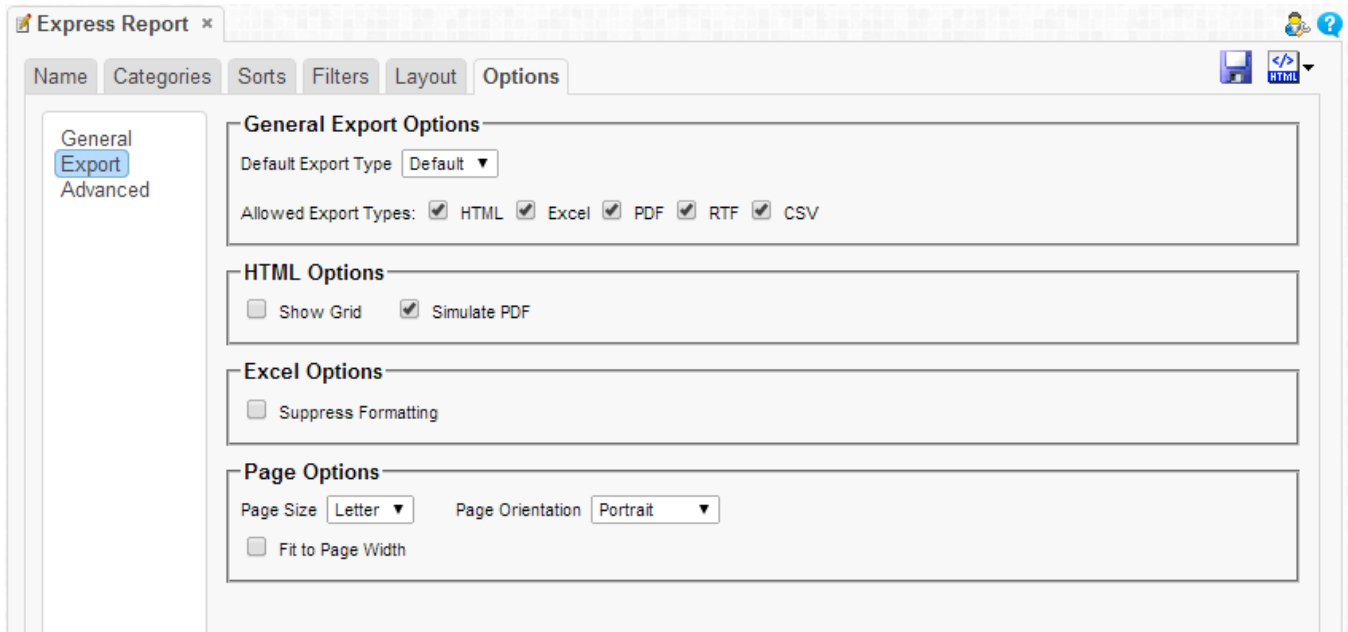 Express Report ×
?
Name Categories Sorts Filters Layout Options
</> HTML
General
Export
Advanced
General Export Options
Default Export Type Default
Allowed Export Types: HTML Excel PDF RTF CSV
HTML Options
Show Grid Simulate PDF
Excel Options
Suppress Formatting
Page Options
Page Size Letter Page Orientation Portrait
Fit to Page Width